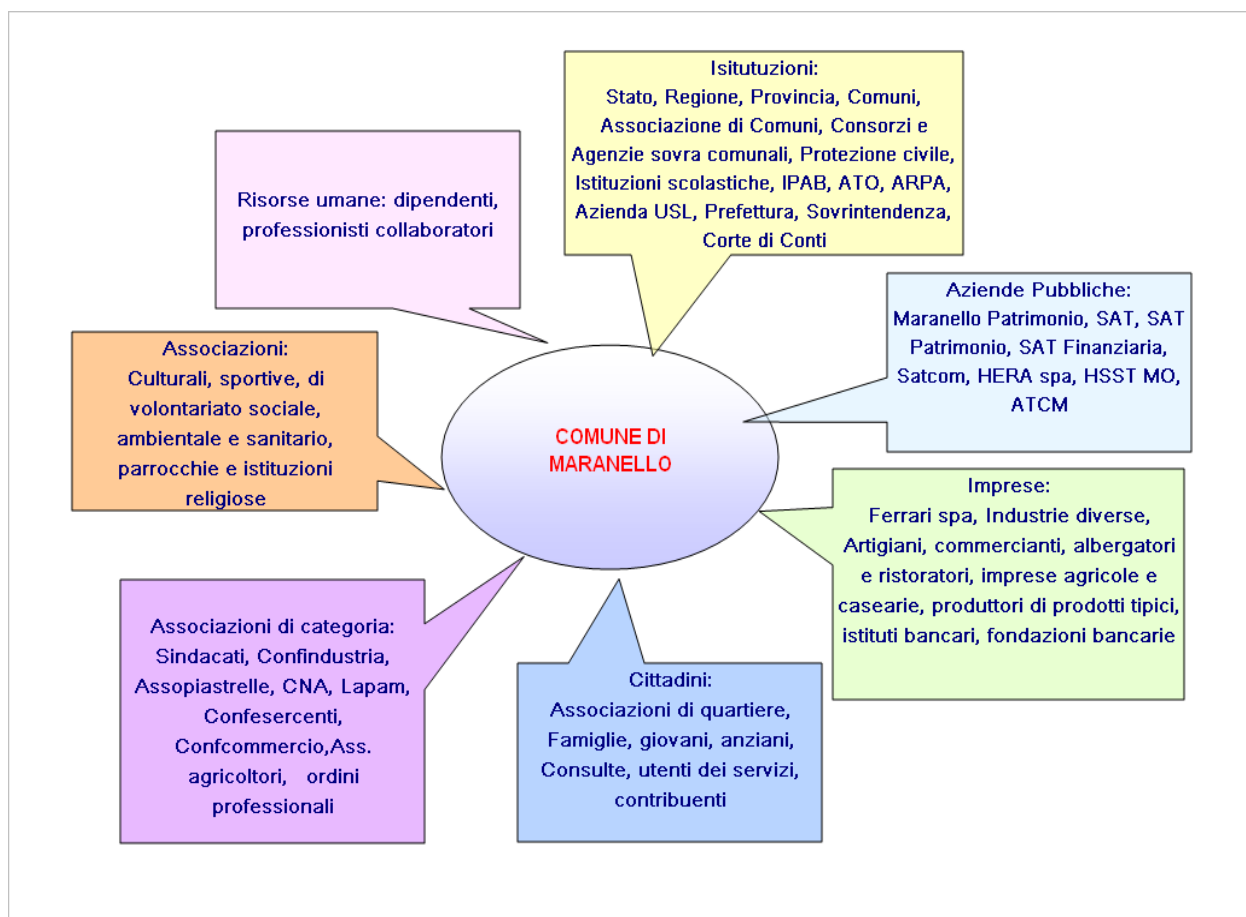 Isitutuzioni:
Stato, Regione, Provincia, Comuni,
Associazione di Comuni, Consorzi e
Agenzie sovra comunali, Protezione civile,
Istituzioni scolastiche, IPAB, ATO, ARPA,
Azienda USL, Prefettura, Sovrintendenza,
Corte di Conti
Risorse umane: dipendenti,
professionisti collaboratori
Aziende Pubbliche:
Maranello Patrimonio, SAT, SAT
Patrimonio, SAT Finanziaria,
Satcom, HERA spa, HSST MO,
ATCM
Associazioni:
Culturali, sportive, di
volontariato sociale,
ambientale e sanitario,
parrocchie e istituzioni
religiose
COMUNE DI
MARANELLO
Imprese:
Ferrari spa, Industrie diverse,
Artigiani, commercianti, albergatori
e ristoratori, imprese agricole e
casearie, produttori di prodotti tipici,
istituti bancari, fondazioni bancarie
Associazioni di categoria:
Sindacati, Confindustria,
Assopiastrelle, CNA, Lapam,
Confesercenti,
Confcommercio,Ass.
agricoltori, ordini
professionali
Cittadini:
Associazioni di quartiere,
Famiglie, giovani, anziani,
Consulte, utenti dei servizi,
contribuenti